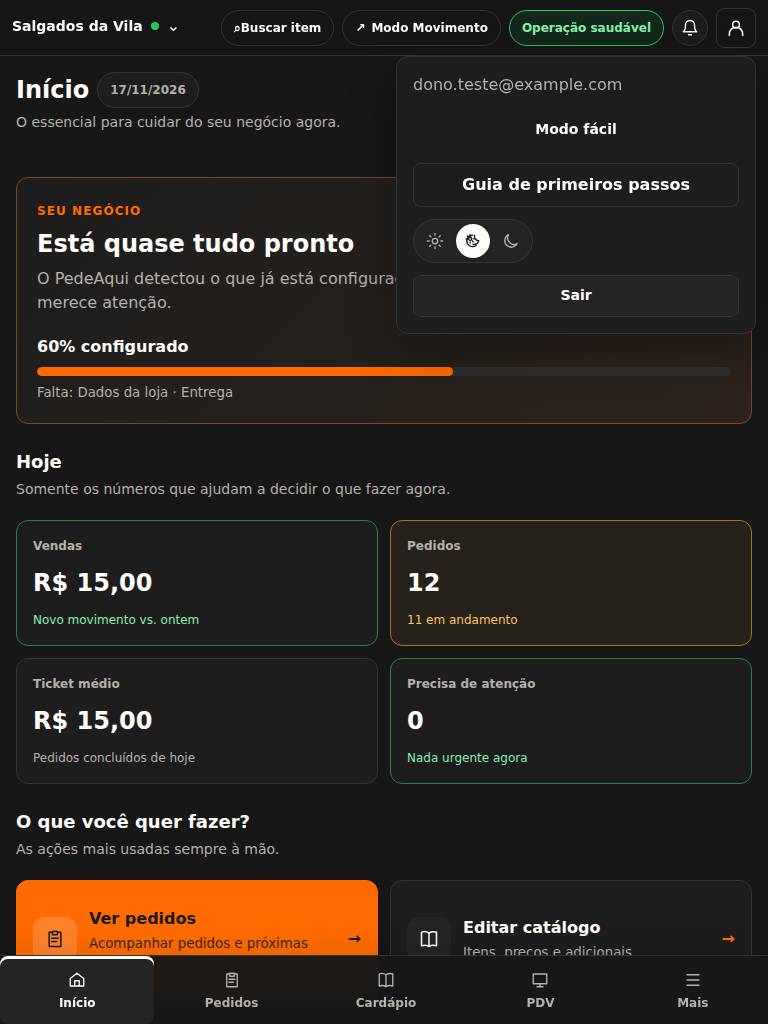 Salgados da Vila
Buscar item
↗ Modo Movimento
Operação saudável
dono.teste@example.com
Modo fácil
Guia de primeiros passos
Sair
Início
17/11/2026
O essencial para cuidar do seu negócio agora.
SEU NEGÓCIO
Está quase tudo pronto
O PedeAqui detectou o que já está
merece atenção.
60% configurado
Falta: Dados da loja · Entrega
Hoje
Somente os números que ajudam a decidir o que fazer agora.
Vendas
R$ 15,00
Novo movimento vs. ontem
Pedidos
12
11 em andamento
Ticket médio
R$ 15,00
Pedidos concluídos de hoje
Precisa de atenção
0
Nada urgente agora
O que você quer fazer?
As ações mais usadas sempre à mão.
Ver pedidos
Acompanhar pedidos e próximas
→
Editar catálogo
Itens, preços e adicionais
→
Início
Pedidos
Cardápio
PDV
Mais